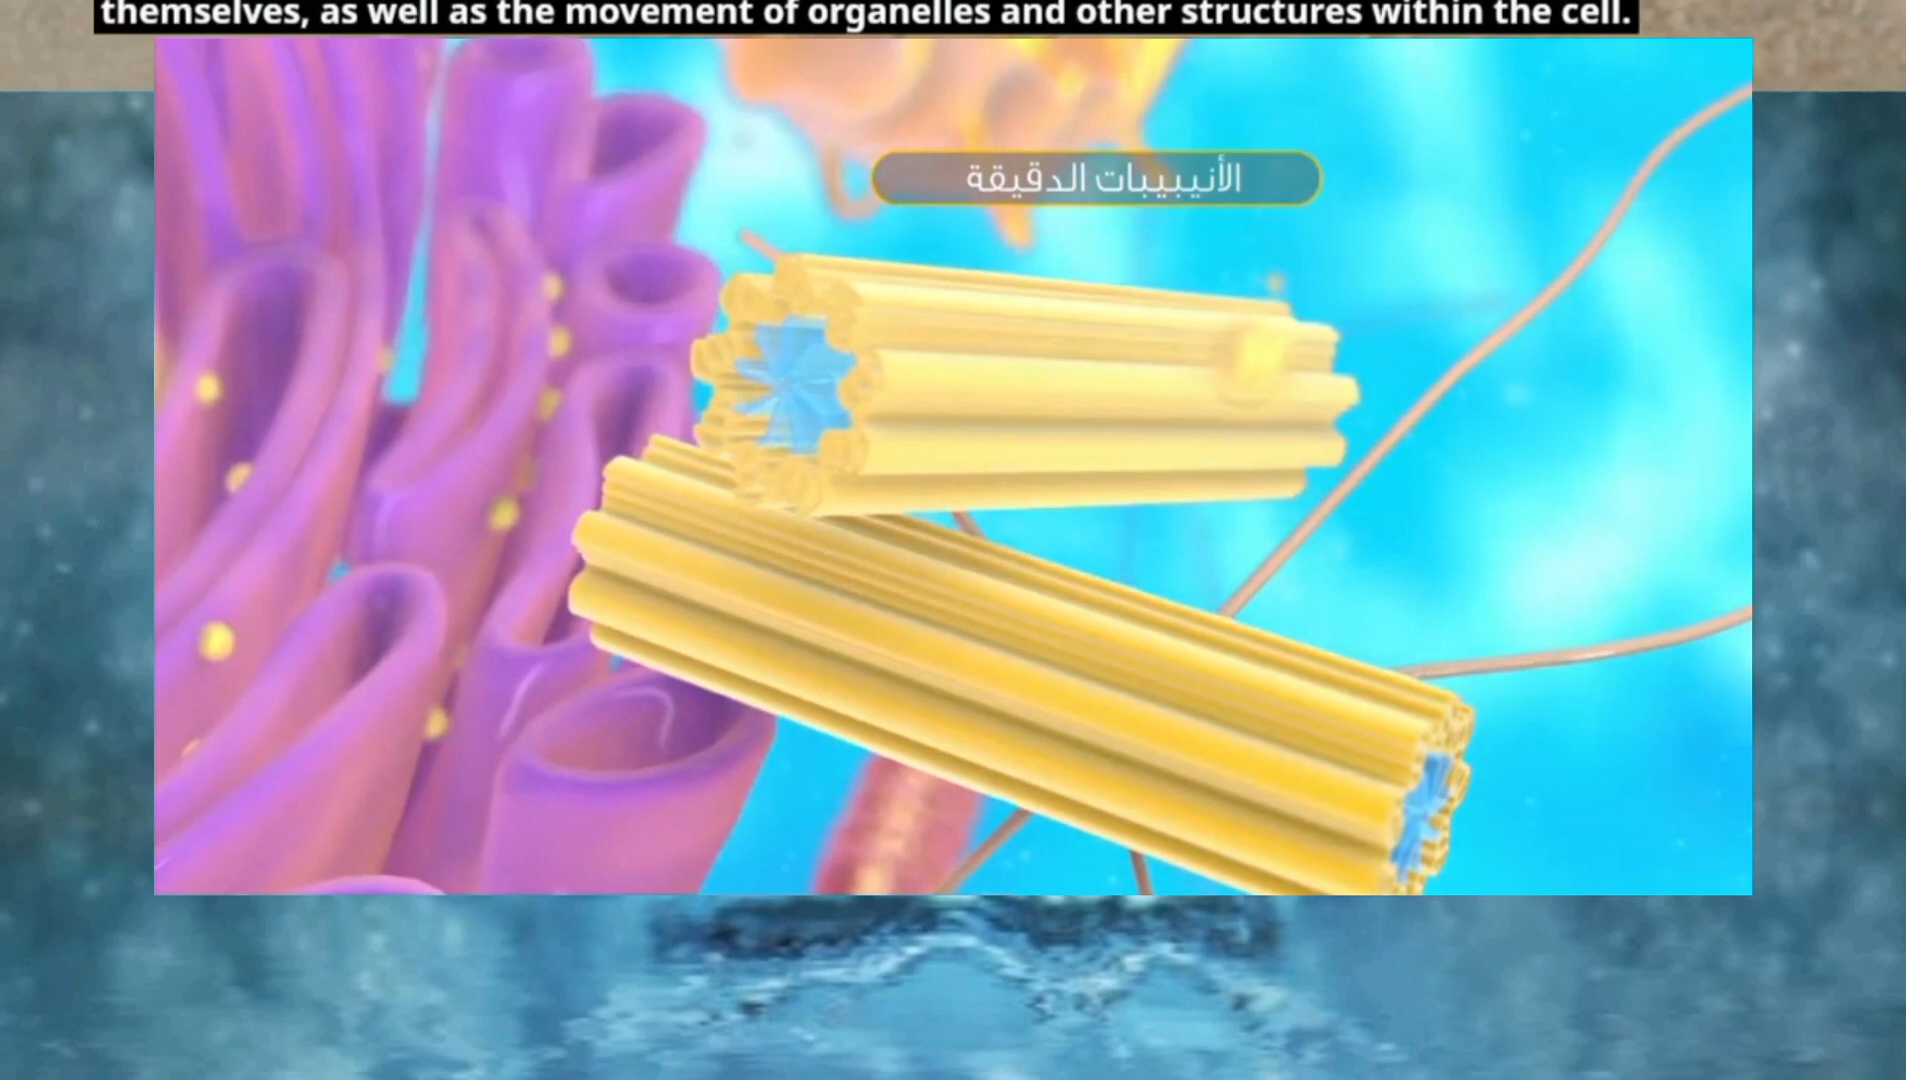 themselves, as well as the movement of organelles and other structures within the cell.
الأنيبيبات الدقيقة